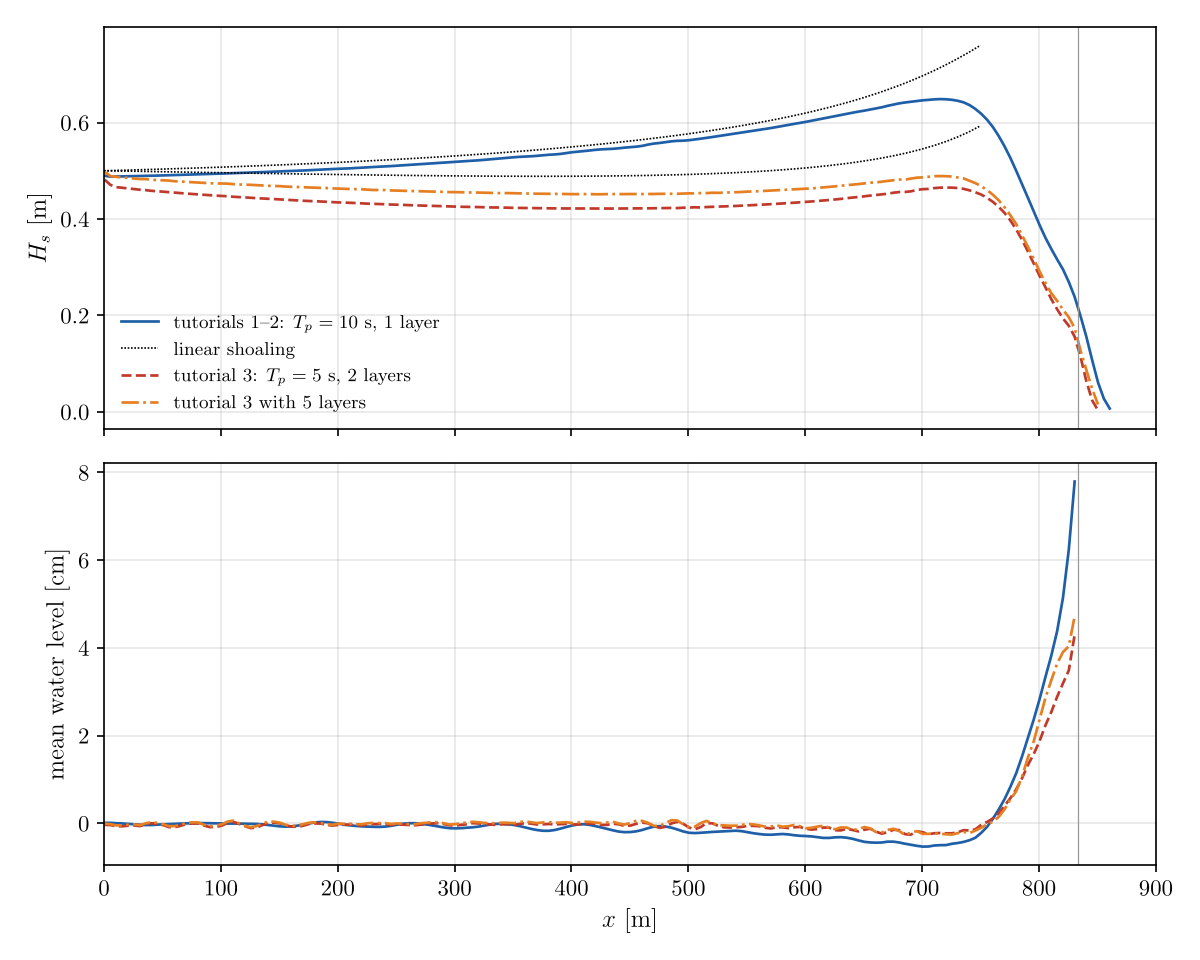 0.6
0.4
0.2
0.0
H_s [m]
tutorials 1–2: T_p = 10 s, 1 layer
linear shoaling
tutorial 3: T_p = 5 s, 2 layers
tutorial 3 with 5 layers
8
6
4
2
0
mean water level [cm]
0 100 200 300 400 500 600 700 800 900
x [m]